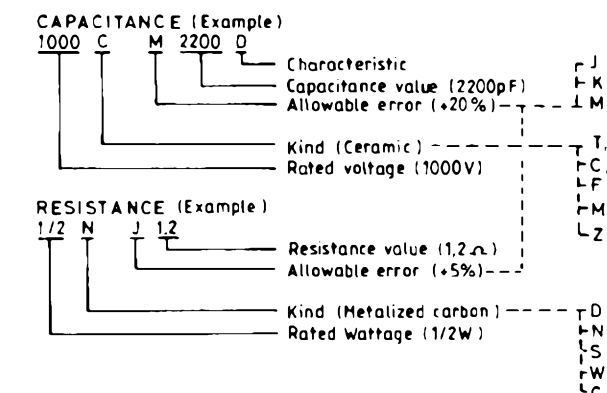 CAPACITANCE (Example)
1000 C M 2200 D
Characteristic
Capacitance value (2200pF)
Allowable error (+20%)
Kind (Ceramic)
Rated voltage (1000V)
J
K
M
T,
C,
F
M
Z
RESISTANCE (Example)
1/2 N J 1.2
Resistance value (1,2 Ω)
Allowable error (+5%)
Kind (Metalized carbon)
Rated Wattage (1/2W)
D
N
S
W